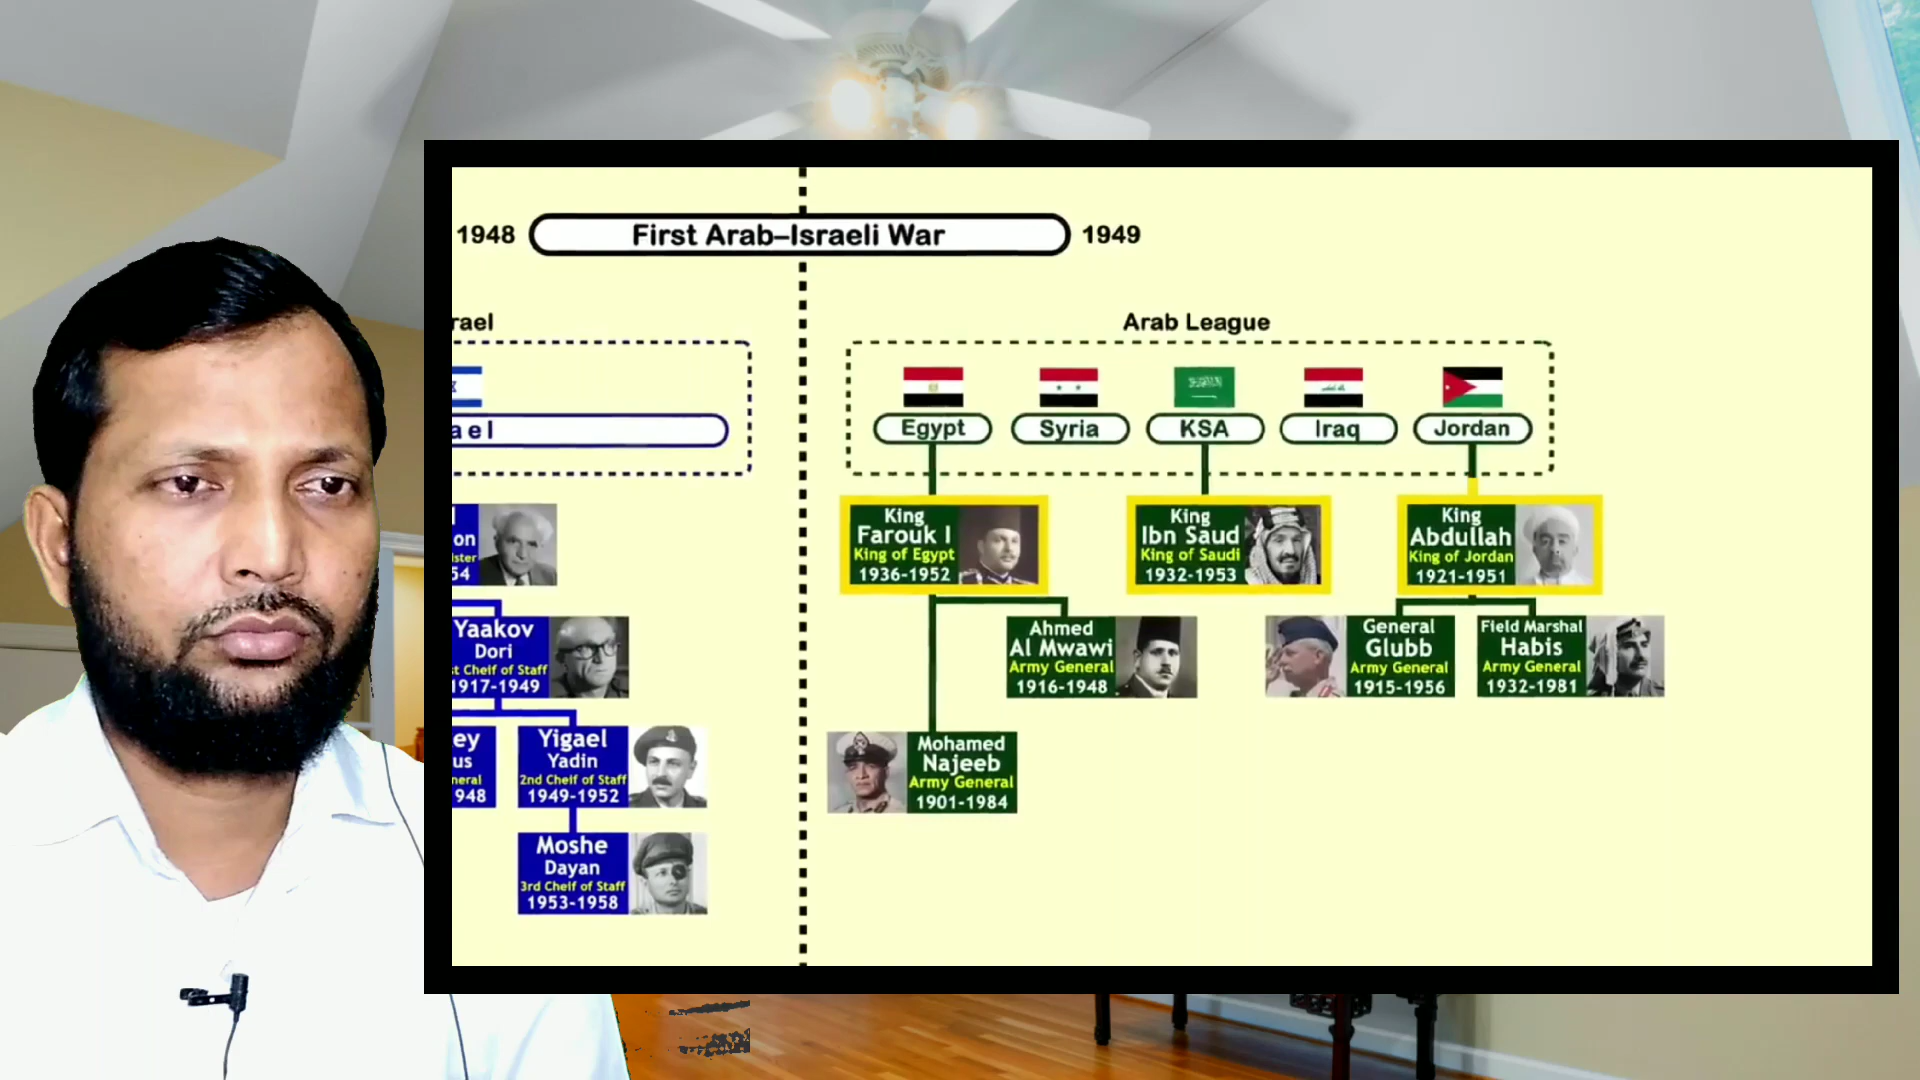 1948
First Arab–Israeli War
1949
rael
Arab League
ael
Egypt
Syria
KSA
Iraq
Jordan
on
ister
54
King
Farouk I
King of Egypt
1936-1952
King
Ibn Saud
King of Saudi
1932-1953
King
Abdullah
King of Jordan
1921-1951
Yaakov
Dori
st Cheif of Staff
1917-1949
Ahmed
Al Mwawi
Army General
1916-1948
General
Glubb
Army General
1915-1956
Field Marshal
Habis
Army General
1932-1981
ey
us
neral
948
Yigael
Yadin
2nd Cheif of Staff
1949-1952
Mohamed
Najeeb
Army General
1901-1984
Moshe
Dayan
3rd Cheif of Staff
1953-1958